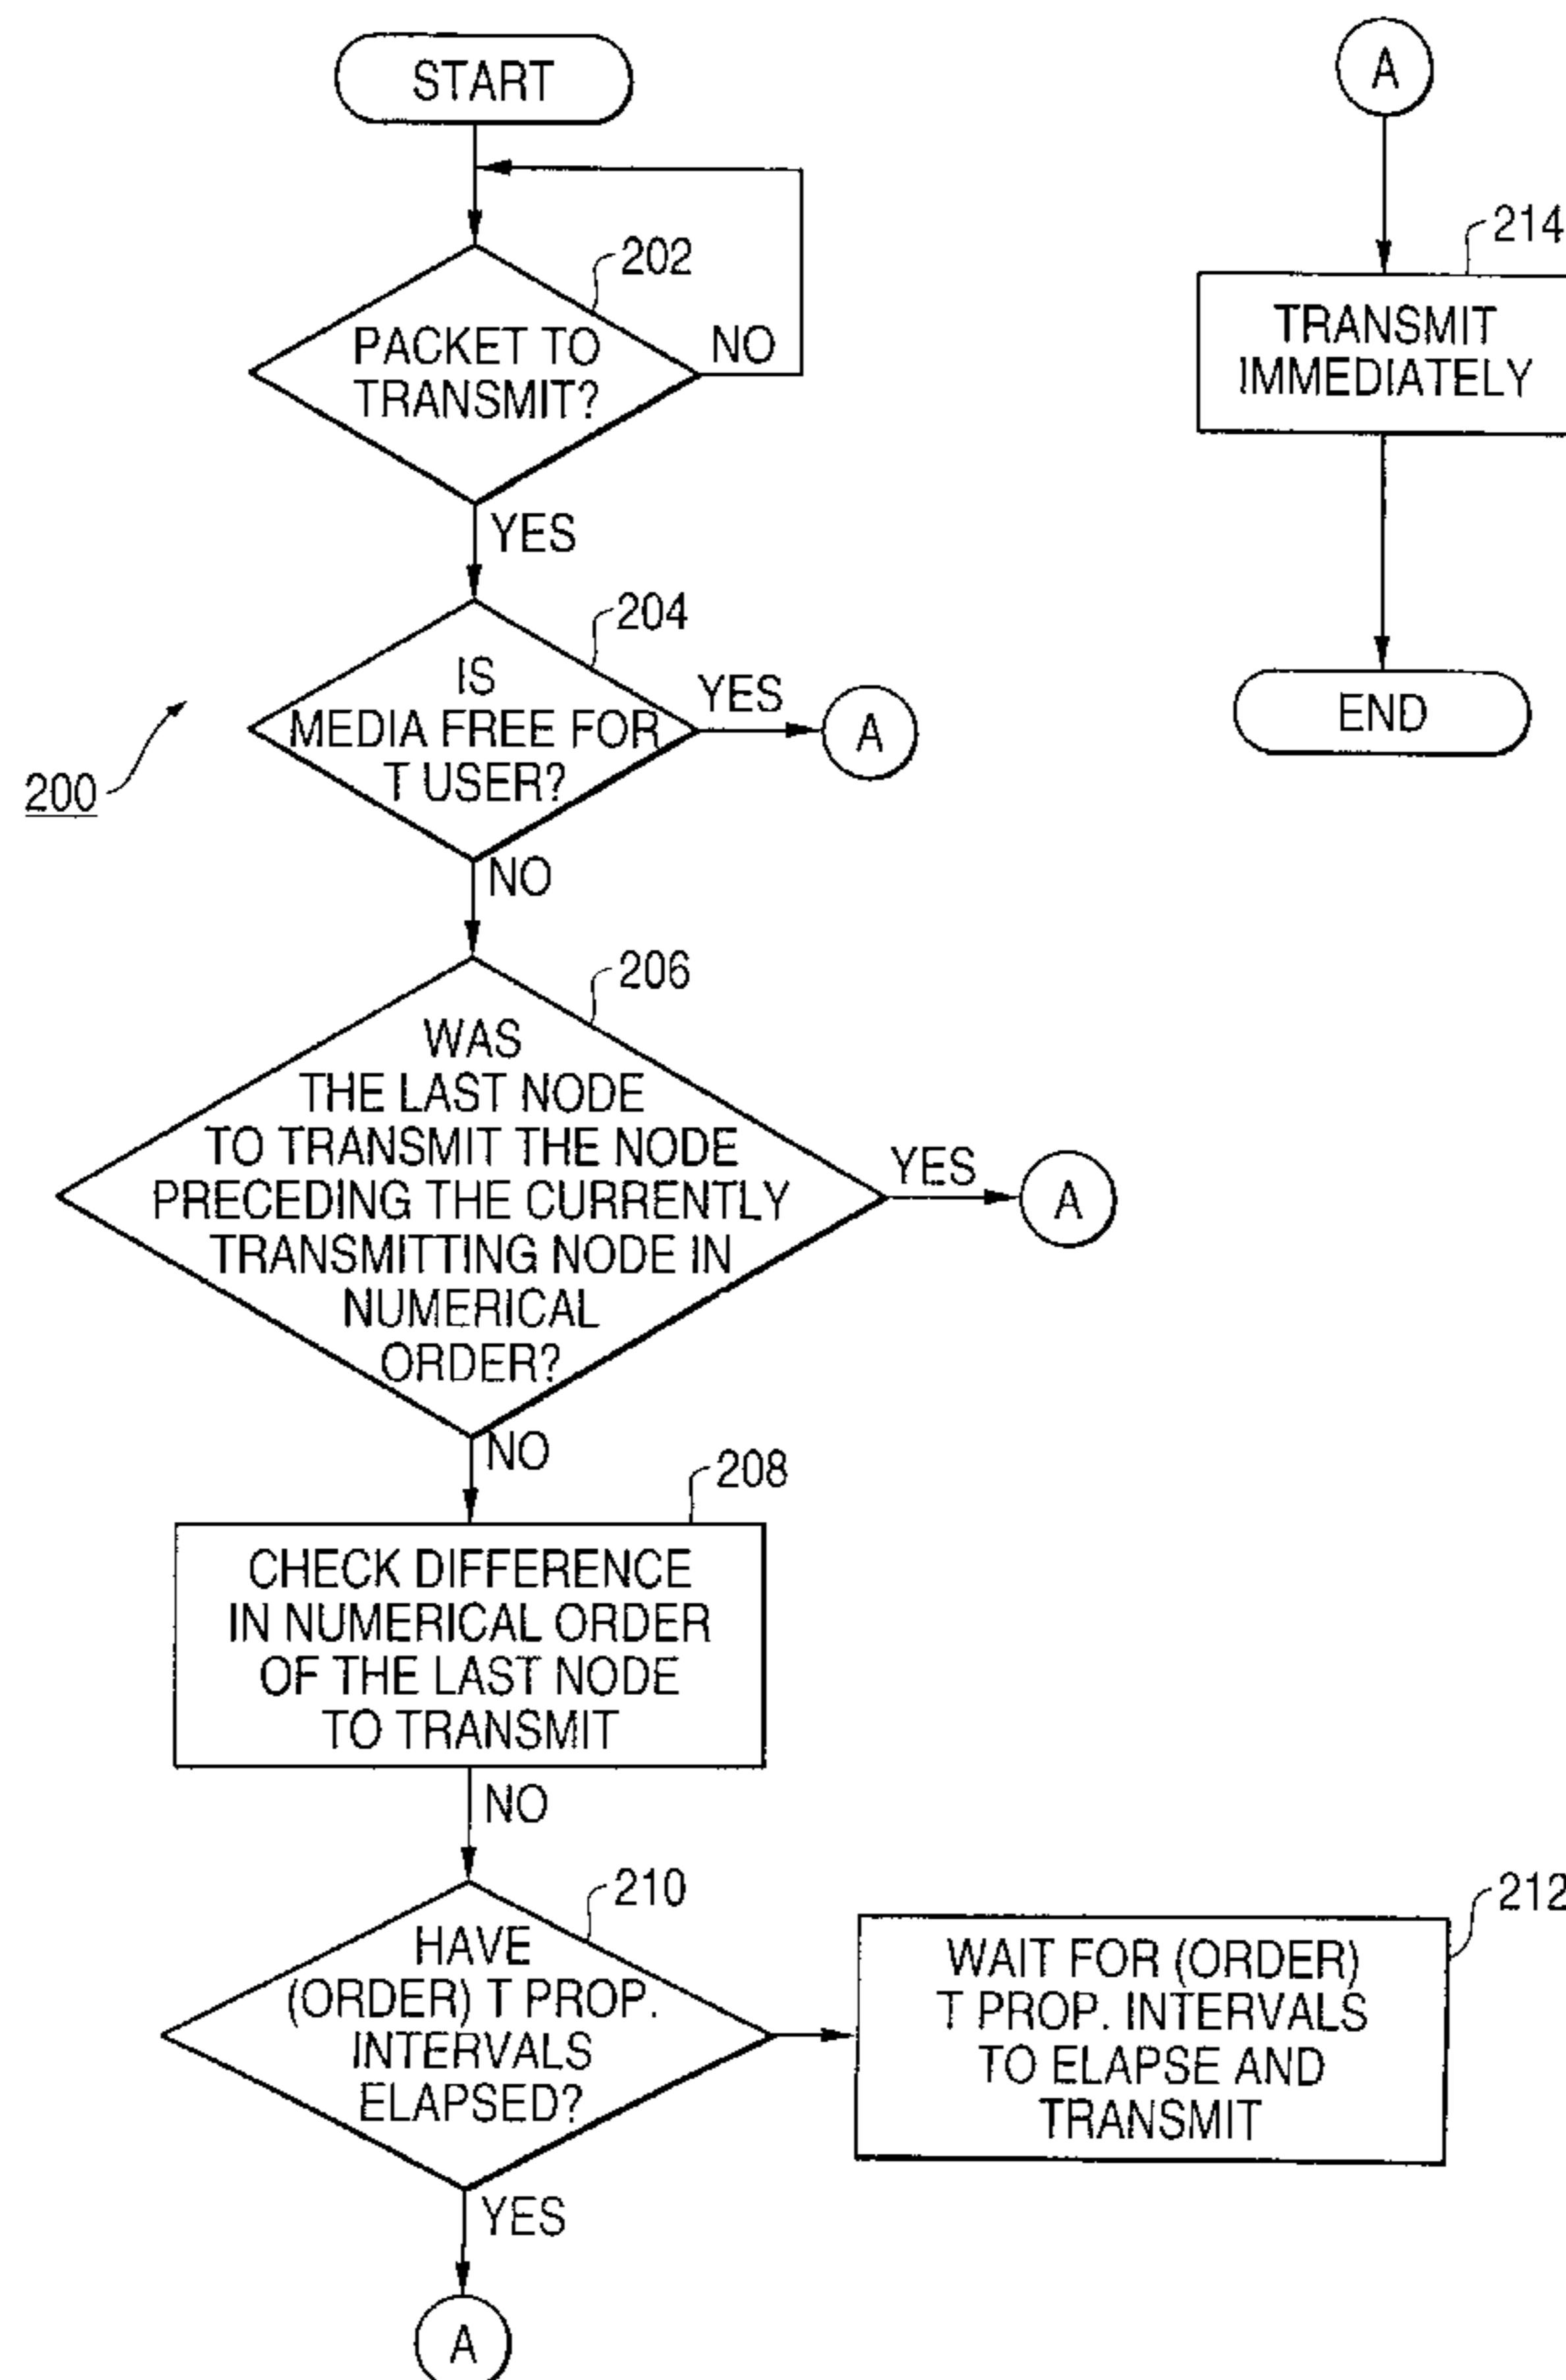 START
202
PACKET TO
TRANSMIT?
NO
YES
204
IS
MEDIA FREE FOR
T USER?
YES
A
200
NO
206
WAS
THE LAST NODE
TO TRANSMIT THE NODE
PRECEDING THE CURRENTLY
TRANSMITTING NODE IN
NUMERICAL
ORDER?
YES
A
NO
208
CHECK DIFFERENCE
IN NUMERICAL ORDER
OF THE LAST NODE
TO TRANSMIT
NO
210
HAVE
(ORDER) T PROP.
INTERVALS
ELAPSED?
212
WAIT FOR (ORDER)
T PROP. INTERVALS
TO ELAPSE AND
TRANSMIT
YES
A
A
214
TRANSMIT
IMMEDIATELY
END